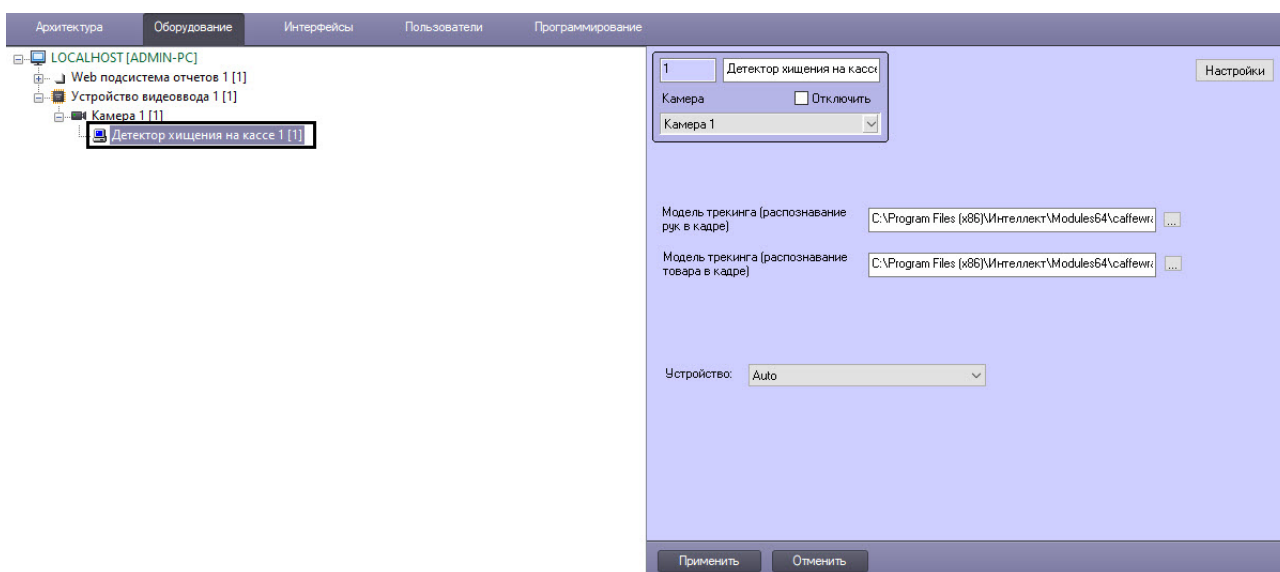 Архитектура Оборудование Интерфейсы Пользователи Программирование
LOCALHOST [ADMIN-PC]
Web подсистема отчетов 1 [1]
Устройство видеоввода 1 [1]
Камера 1 [1]
Детектор хищения на кассе 1 [1]
1 Детектор хищения на кассе
Настройки
Камера Отключить
Камера 1
Модель трекинга (распознавание
рук в кадре)
C:\Program Files (x86)\Интеллект\Modules64\caffewra
...
Модель трекинга (распознавание
товара в кадре)
C:\Program Files (x86)\Интеллект\Modules64\caffewra
...
Устройство: Auto
Применить Отменить